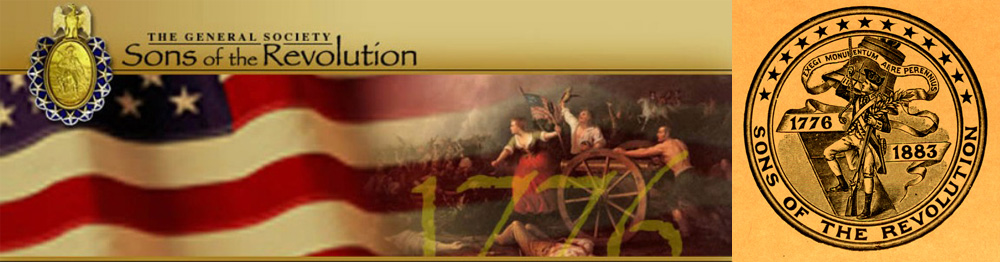 THE GENERAL SOCIETY
Sons of the Revolution
1776
EXEGI MONUMENTUM AERE PERENNIUS
1776
1883
SONS OF THE REVOLUTION